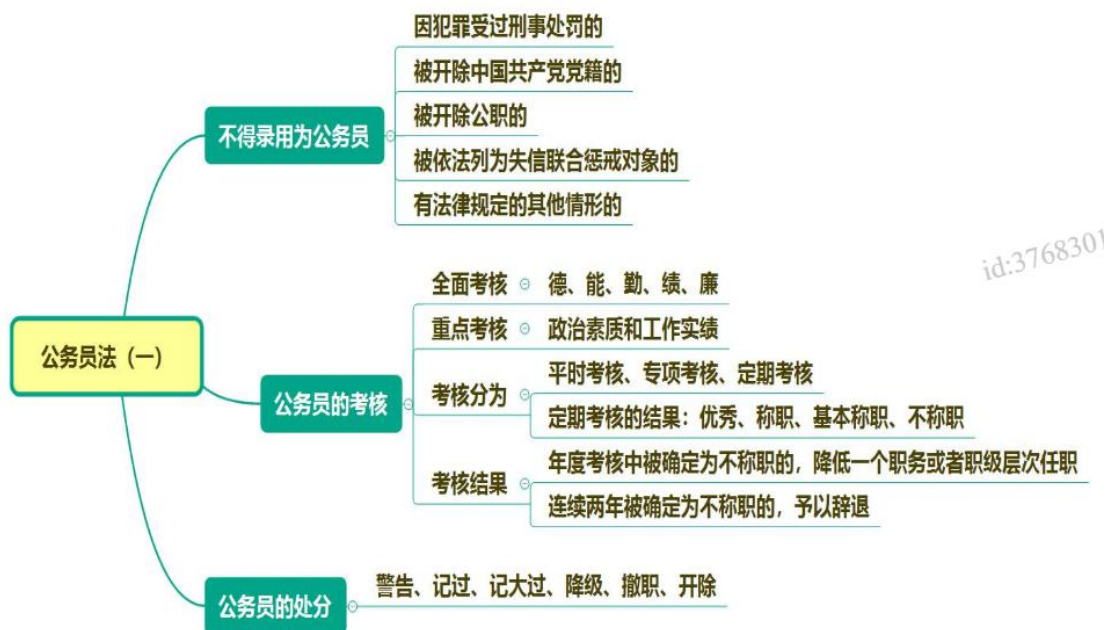 因犯罪受过刑事处罚的
被开除中国共产党党籍的
不得录用为公务员
被开除公职的
被依法列为失信联合惩戒对象的
有法律规定的其他情形的
id:3768301
公务员法（一）
公务员的考核
全面考核 德、能、勤、绩、廉
重点考核 政治素质和工作实绩
考核分为
平时考核、专项考核、定期考核
定期考核的结果：优秀、称职、基本称职、不称职
考核结果
年度考核中被确定为不称职的，降低一个职务或者职级层次任职
连续两年被确定为不称职的，予以辞退
公务员的处分
警告、记过、记大过、降级、撤职、开除